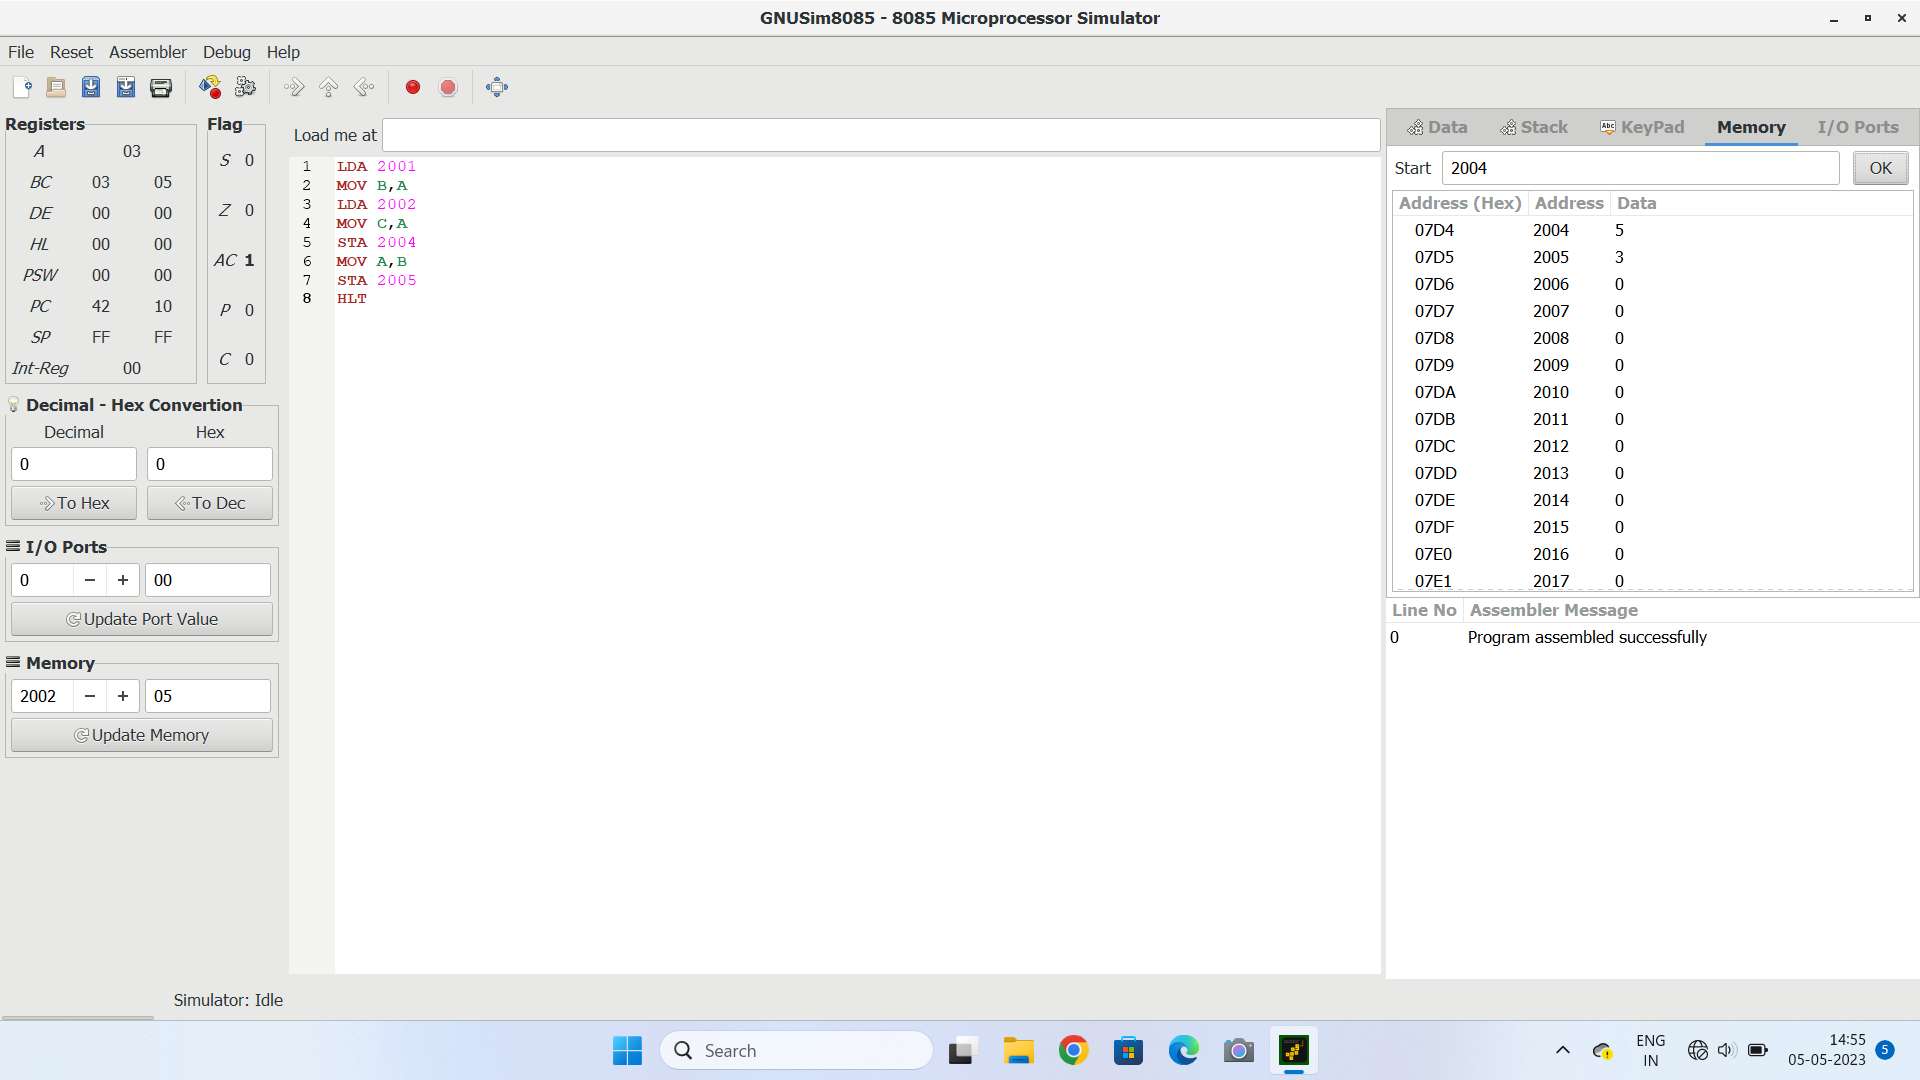 GNUSim8085 - 8085 Microprocessor Simulator
File Reset Assembler Debug Help
Registers
A 03
BC 03 05
DE 00 00
HL 00 00
PSW 00 00
PC 42 10
SP FF FF
Int-Reg 00
Flag
S 0
Z 0
AC 1
P 0
C 0
Decimal - Hex Convertion
Decimal Hex
0 0
To Hex To Dec
I/O Ports
0 − + 00
Update Port Value
Memory
2002 − + 05
Update Memory
Load me at
1 LDA 2001
2 MOV B,A
3 LDA 2002
4 MOV C,A
5 STA 2004
6 MOV A,B
7 STA 2005
8 HLT
Data Stack Abc KeyPad Memory I/O Ports
Start 2004 OK
Address (Hex) Address Data
07D4 2004 5
07D5 2005 3
07D6 2006 0
07D7 2007 0
07D8 2008 0
07D9 2009 0
07DA 2010 0
07DB 2011 0
07DC 2012 0
07DD 2013 0
07DE 2014 0
07DF 2015 0
07E0 2016 0
07E1 2017 0
Line No Assembler Message
0 Program assembled successfully
Simulator: Idle
Search
ENG
IN
14:55
05-05-2023
5